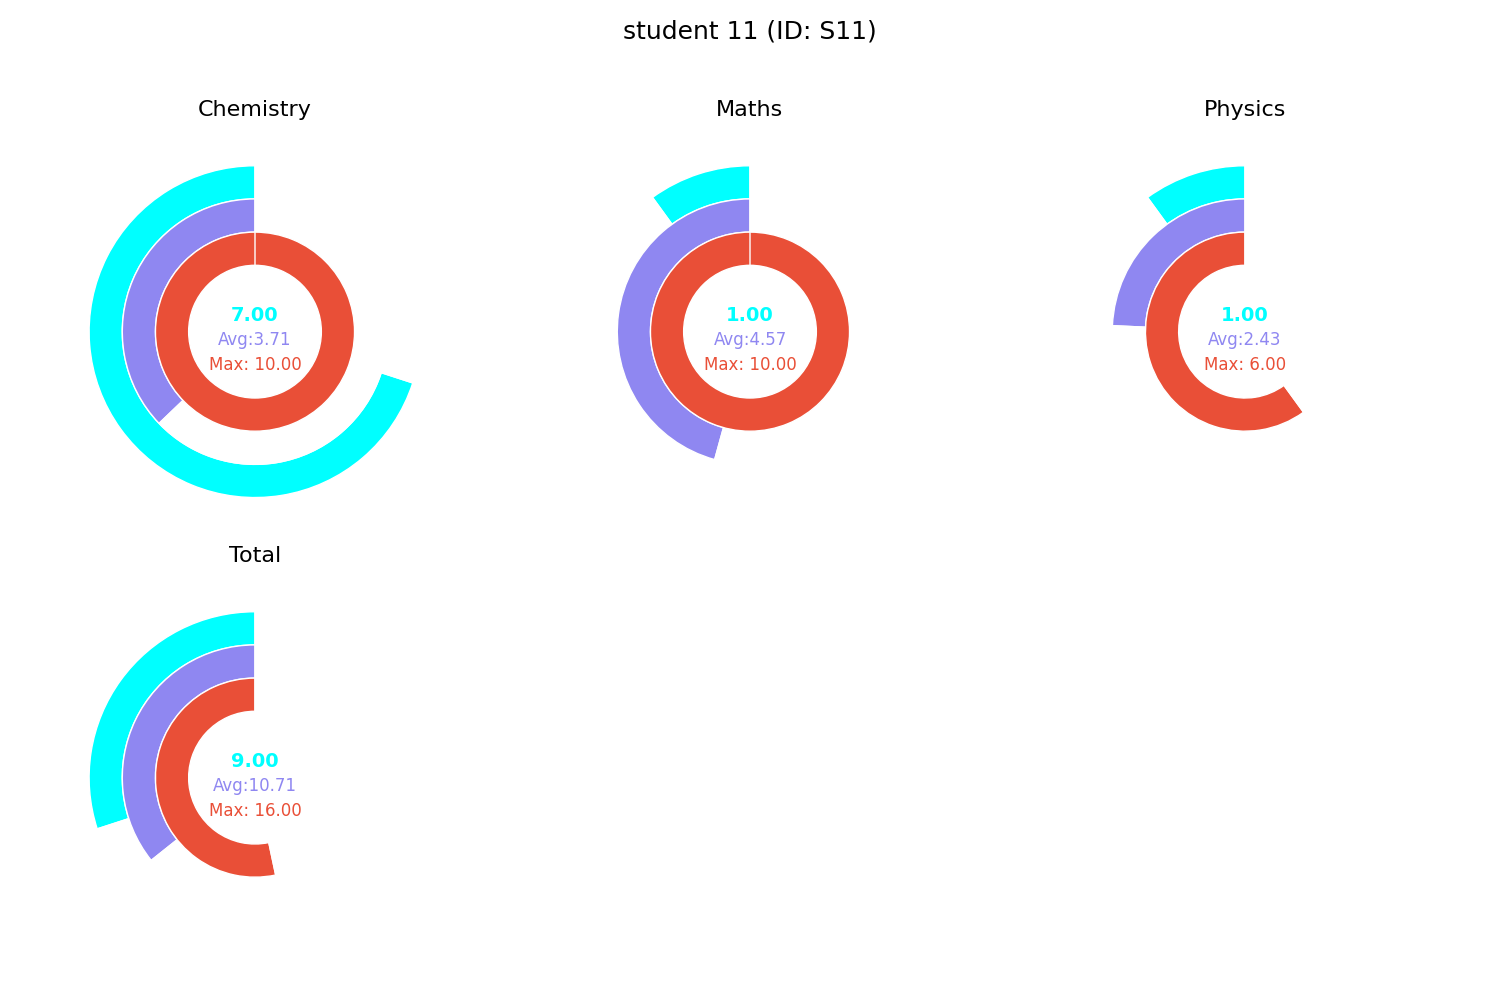 student 11 (ID: S11)
Chemistry
7.00
Avg:3.71
Max: 10.00
Maths
1.00
Avg:4.57
Max: 10.00
Physics
1.00
Avg:2.43
Max: 6.00
Total
9.00
Avg:10.71
Max: 16.00